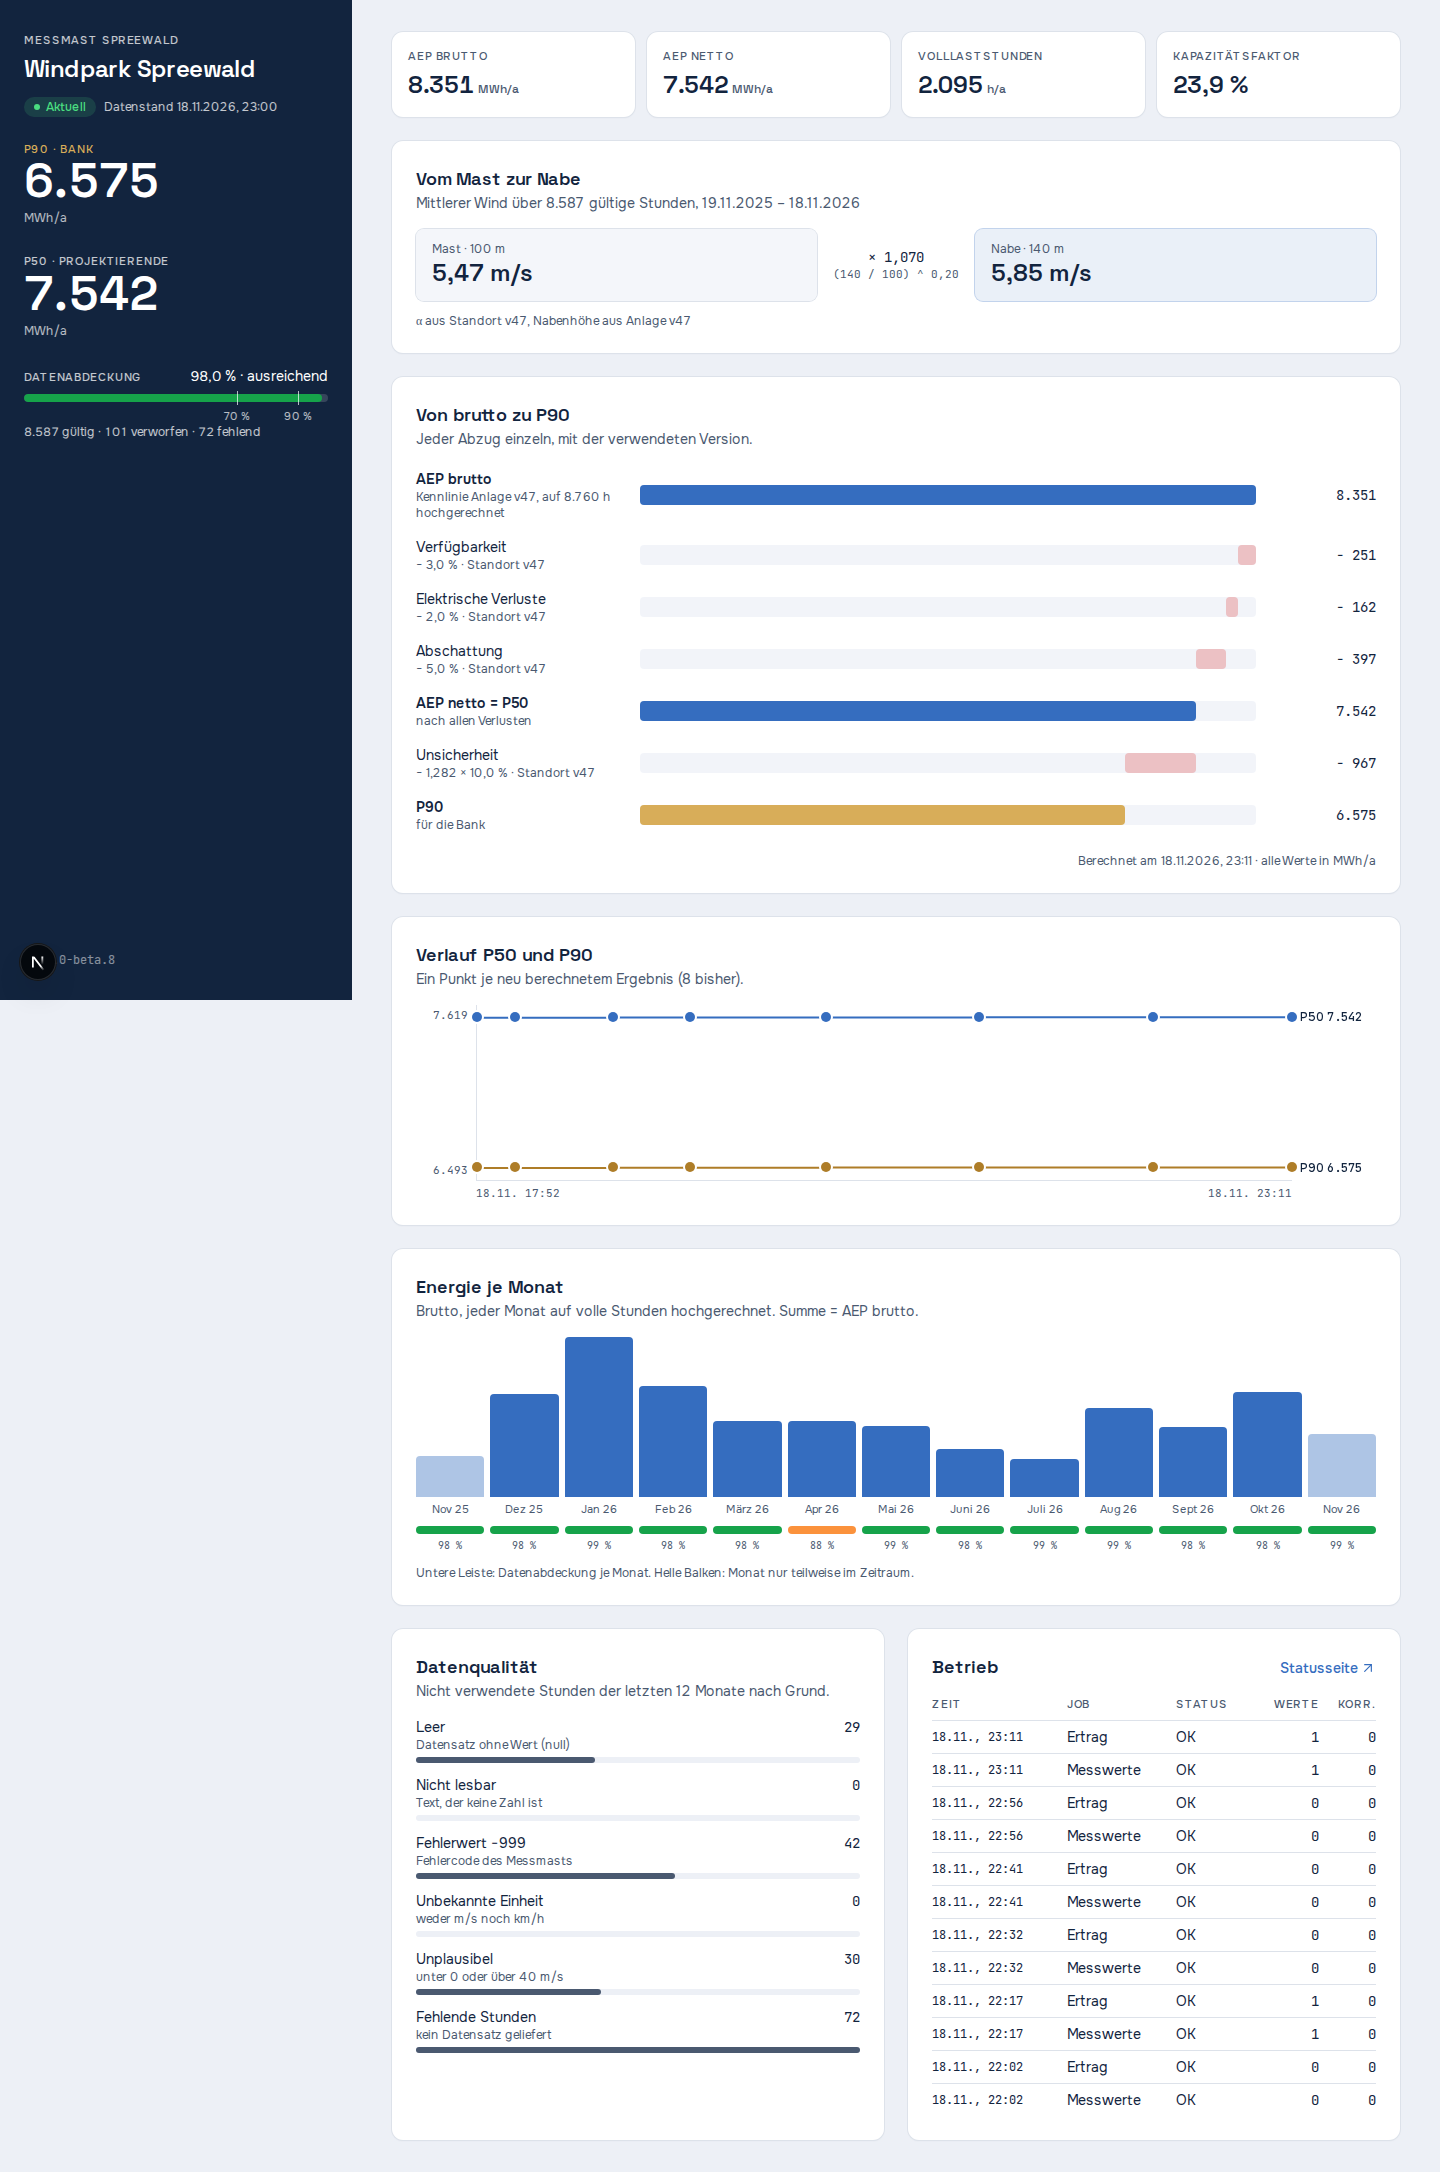 MESSMAST SPREEWALD
Windpark Spreewald
Aktuell Datenstand 18.11.2026, 23:00
P90 · BANK
6.575
MWh/a
P50 · PROJEKTIERENDE
7.542
MWh/a
DATENABDECKUNG 98,0 % · ausreichend
70 % 90 %
8.587 gültig · 101 verworfen · 72 fehlend
N 0-beta.8
AEP BRUTTO
8.351 MWh/a
AEP NETTO
7.542 MWh/a
VOLLLASTSTUNDEN
2.095 h/a
KAPAZITÄTSFAKTOR
23,9 %
Vom Mast zur Nabe
Mittlerer Wind über 8.587 gültige Stunden, 19.11.2025 – 18.11.2026
Mast · 100 m
5,47 m/s
× 1,070
(140 / 100) ^ 0,20
Nabe · 140 m
5,85 m/s
α aus Standort v47, Nabenhöhe aus Anlage v47
Von brutto zu P90
Jeder Abzug einzeln, mit der verwendeten Version.
AEP brutto
Kennlinie Anlage v47, auf 8.760 h
hochgerechnet
8.351
Verfügbarkeit
− 3,0 % · Standort v47
− 251
Elektrische Verluste
− 2,0 % · Standort v47
− 162
Abschattung
− 5,0 % · Standort v47
− 397
AEP netto = P50
nach allen Verlusten
7.542
Unsicherheit
− 1,282 × 10,0 % · Standort v47
− 967
P90
für die Bank
6.575
Berechnet am 18.11.2026, 23:11 · alle Werte in MWh/a
Verlauf P50 und P90
Ein Punkt je neu berechnetem Ergebnis (8 bisher).
7.619
P50 7.542
6.493
P90 6.575
18.11. 17:52 18.11. 23:11
Energie je Monat
Brutto, jeder Monat auf volle Stunden hochgerechnet. Summe = AEP brutto.
Nov 25 Dez 25 Jan 26 Feb 26 März 26 Apr 26 Mai 26 Juni 26 Juli 26 Aug 26 Sept 26 Okt 26 Nov 26
98 % 98 % 99 % 98 % 98 % 88 % 99 % 98 % 99 % 99 % 98 % 98 % 99 %
Untere Leiste: Datenabdeckung je Monat. Helle Balken: Monat nur teilweise im Zeitraum.
Datenqualität
Nicht verwendete Stunden der letzten 12 Monate nach Grund.
Leer 29
Datensatz ohne Wert (null)
Nicht lesbar 0
Text, der keine Zahl ist
Fehlerwert −999 42
Fehlercode des Messmasts
Unbekannte Einheit 0
weder m/s noch km/h
Unplausibel 30
unter 0 oder über 40 m/s
Fehlende Stunden 72
kein Datensatz geliefert
Betrieb Statusseite
ZEIT JOB STATUS WERTE KORR.
18.11., 23:11 Ertrag OK 1 0
18.11., 23:11 Messwerte OK 1 0
18.11., 22:56 Ertrag OK 0 0
18.11., 22:56 Messwerte OK 0 0
18.11., 22:41 Ertrag OK 0 0
18.11., 22:41 Messwerte OK 0 0
18.11., 22:32 Ertrag OK 0 0
18.11., 22:32 Messwerte OK 0 0
18.11., 22:17 Ertrag OK 1 0
18.11., 22:17 Messwerte OK 1 0
18.11., 22:02 Ertrag OK 0 0
18.11., 22:02 Messwerte OK 0 0